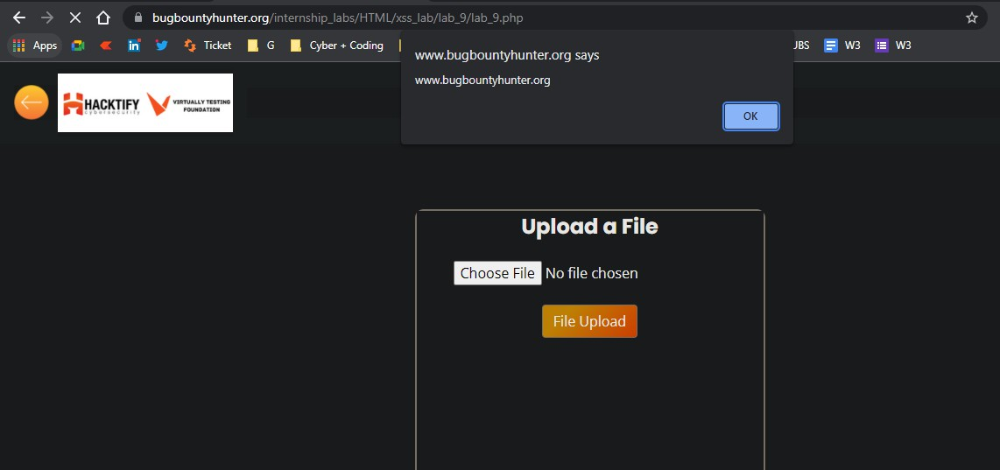 bugbountyhunter.org/internship_labs/HTML/xss_lab/lab_9/lab_9.php
Apps Ticket G Cyber + Coding JBS W3 W3
www.bugbountyhunter.org says
www.bugbountyhunter.org
OK
HACKTIFY
cybersecurity
VIRTUALLY TESTING
FOUNDATION
Upload a File
Choose File No file chosen
File Upload